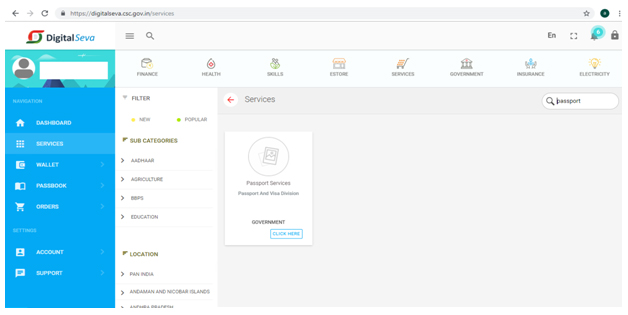 https://digitalseva.csc.gov.in/services
Digital Seva
En
FINANCE
HEALTH
SKILLS
ESTORE
SERVICES
GOVERNMENT
INSURANCE
ELECTRICITY
NAVIGATION
DASHBOARD
SERVICES
WALLET
PASSBOOK
ORDERS
SETTINGS
ACCOUNT
SUPPORT
FILTER
NEW
POPULAR
SUB CATEGORIES
AADHAAR
AGRICULTURE
BBPS
EDUCATION
LOCATION
PAN INDIA
ANDAMAN AND NICOBAR ISLANDS
ANDHRA PRADESH
Services
passport
Passport Services
Passport And Visa Division
GOVERNMENT
CLICK HERE